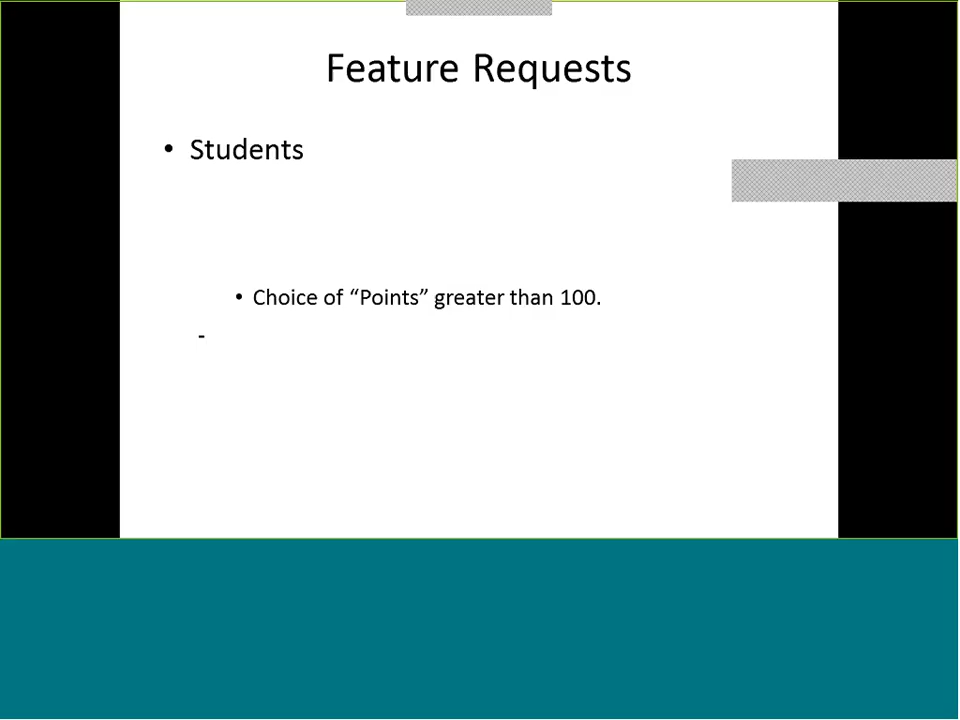 Feature Requests
• Students
• Choice of “Points” greater than 100.
-